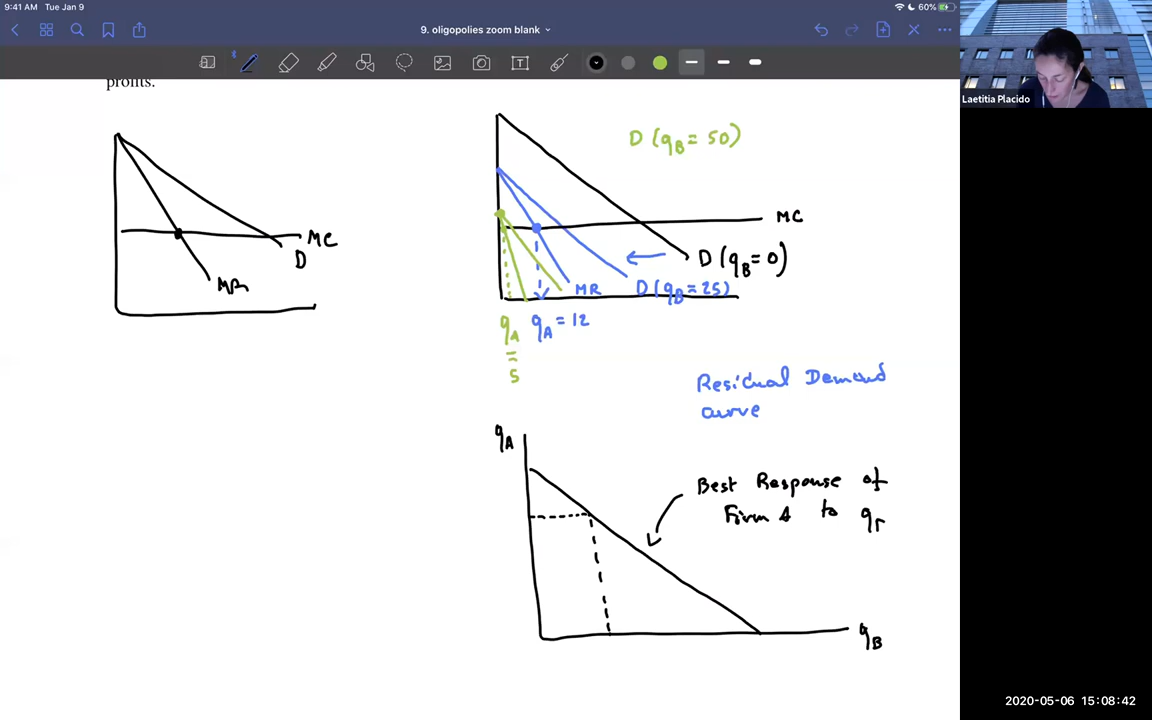 9:41 AM Tue Jan 9
60%
9. oligopolies zoom blank
Laetitia Placido
profits.
MC
D
MR
D (qB = 50)
MC
D (qB = 0)
D (qB = 25)
MR
qA = 12
qA
=
5
Residual Demand
curve
qA
Best Response of
Firm A to q
qB
2020-05-06 15:08:42